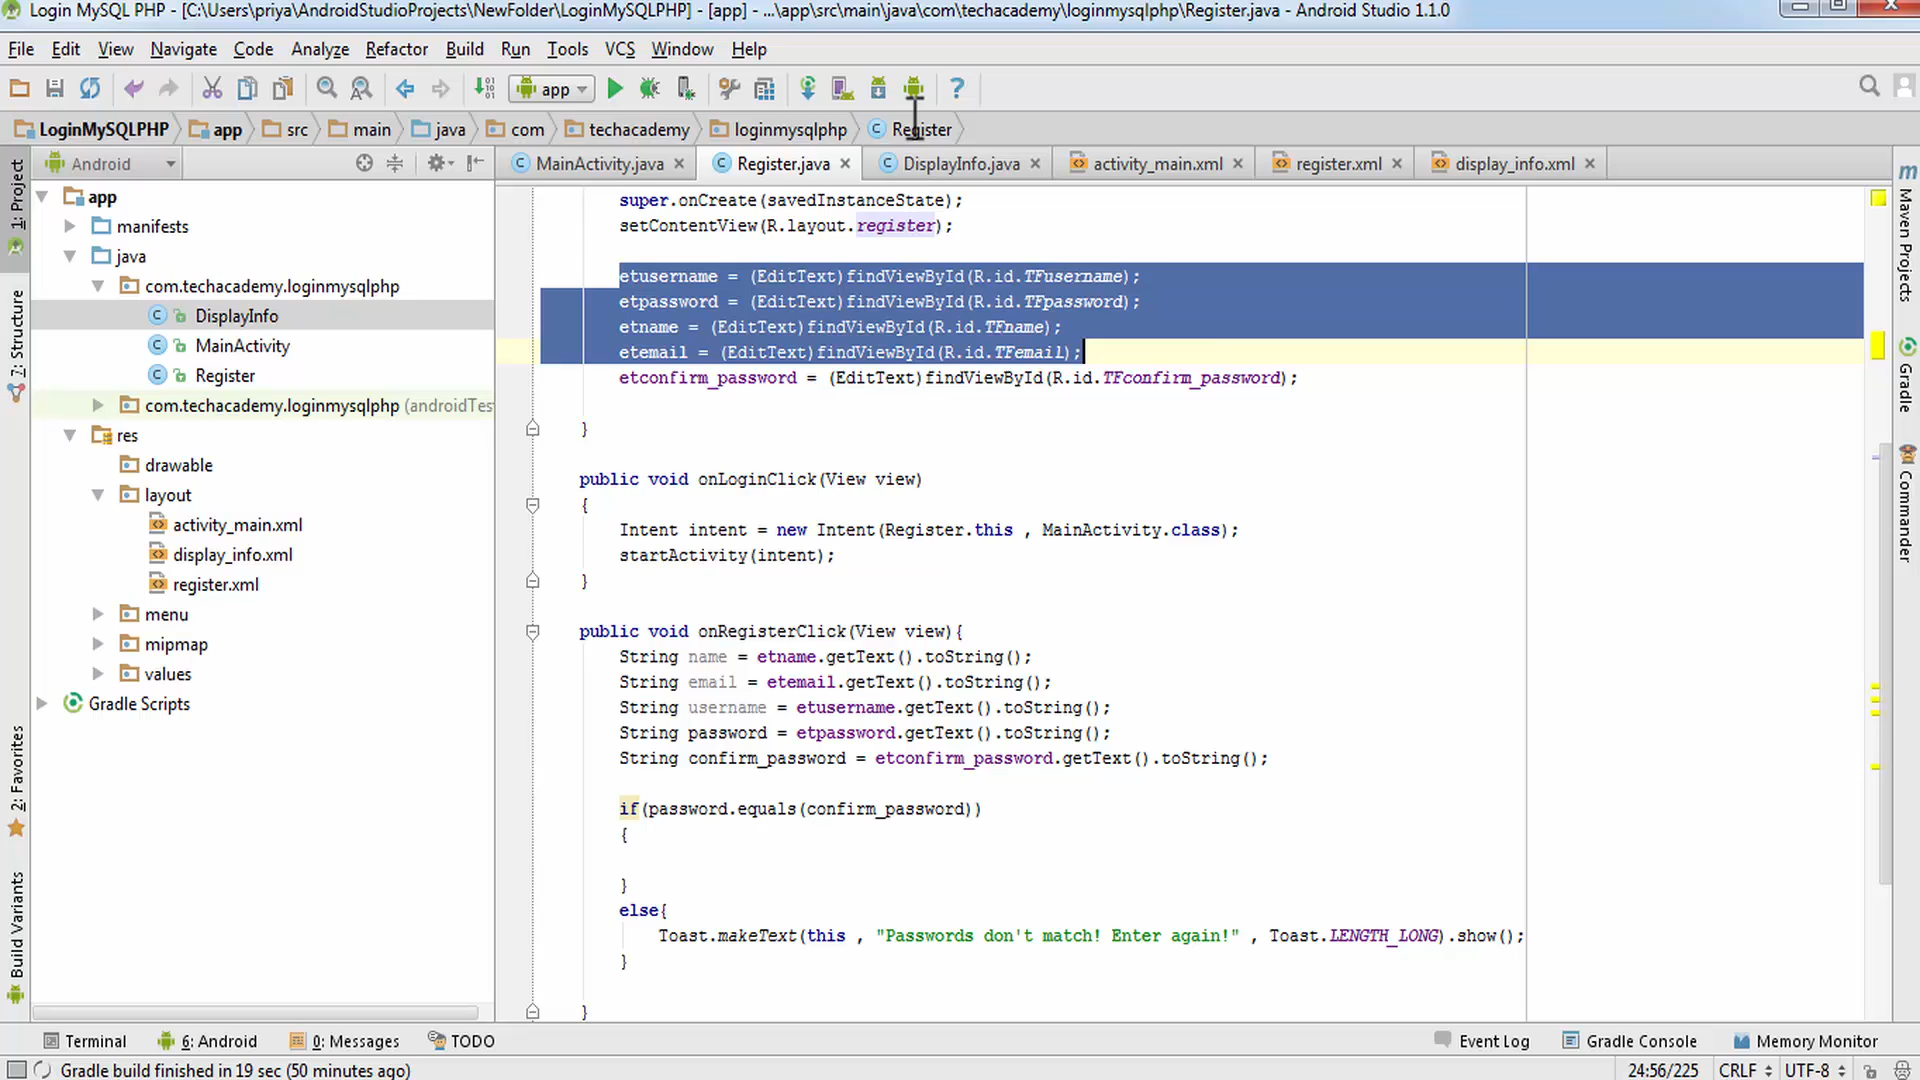 Login MySQL PHP - [C:\Users\priya\AndroidStudioProjects\NewFolder\LoginMySQLPHP] - [app] - ...\app\src\main\java\com\techacademy\loginmysqlphp\Register.java - Android Studio 1.1.0
File Edit View Navigate Code Analyze Refactor Build Run Tools VCS Window Help
app
LoginMySQLPHP app src main java com techacademy loginmysqlphp Register
Android
MainActivity.java Register.java DisplayInfo.java activity_main.xml register.xml display_info.xml
1: Project
7: Structure
2: Favorites
Build Variants
app
manifests
java
com.techacademy.loginmysqlphp
DisplayInfo
MainActivity
Register
com.techacademy.loginmysqlphp (androidTes
res
drawable
layout
activity_main.xml
display_info.xml
register.xml
menu
mipmap
values
Gradle Scripts
super.onCreate(savedInstanceState);
setContentView(R.layout.register);
etusername = (EditText)findViewById(R.id.TFusername);
etpassword = (EditText)findViewById(R.id.TFpassword);
etname = (EditText)findViewById(R.id.TFname);
etemail = (EditText)findViewById(R.id.TFemail);
etconfirm_password = (EditText)findViewById(R.id.TFconfirm_password);
}
public void onLoginClick(View view)
{
Intent intent = new Intent(Register.this , MainActivity.class);
startActivity(intent);
}
public void onRegisterClick(View view){
String name = etname.getText().toString();
String email = etemail.getText().toString();
String username = etusername.getText().toString();
String password = etpassword.getText().toString();
String confirm_password = etconfirm_password.getText().toString();
if(password.equals(confirm_password))
{
}
else{
Toast.makeText(this , "Passwords don't match! Enter again!" , Toast.LENGTH_LONG).show();
}
}
Maven Projects
Gradle
Commander
Terminal 6: Android 0: Messages TODO Event Log Gradle Console Memory Monitor
Gradle build finished in 19 sec (50 minutes ago) 24:56/225 CRLF UTF-8